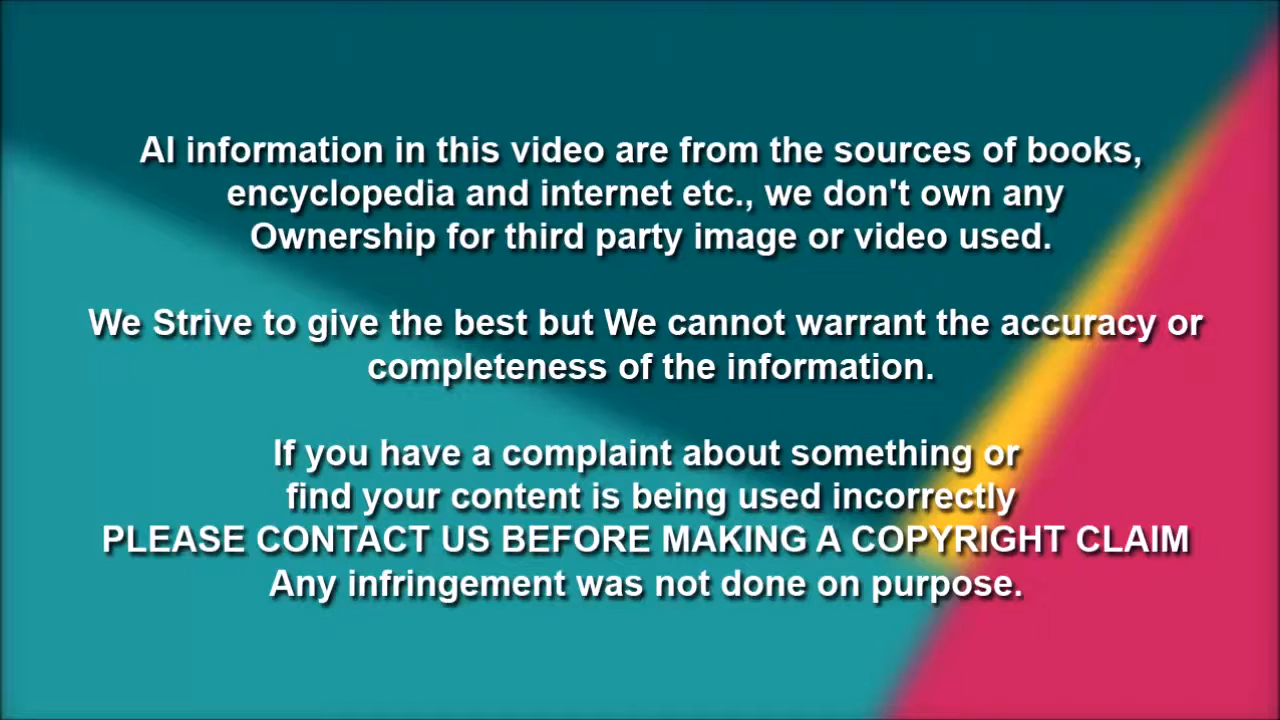 Al information in this video are from the sources of books,
encyclopedia and internet etc., we don't own any
Ownership for third party image or video used.
We Strive to give the best but We cannot warrant the accuracy or
completeness of the information.
If you have a complaint about something or
find your content is being used incorrectly
PLEASE CONTACT US BEFORE MAKING A COPYRIGHT CLAIM
Any infringement was not done on purpose.